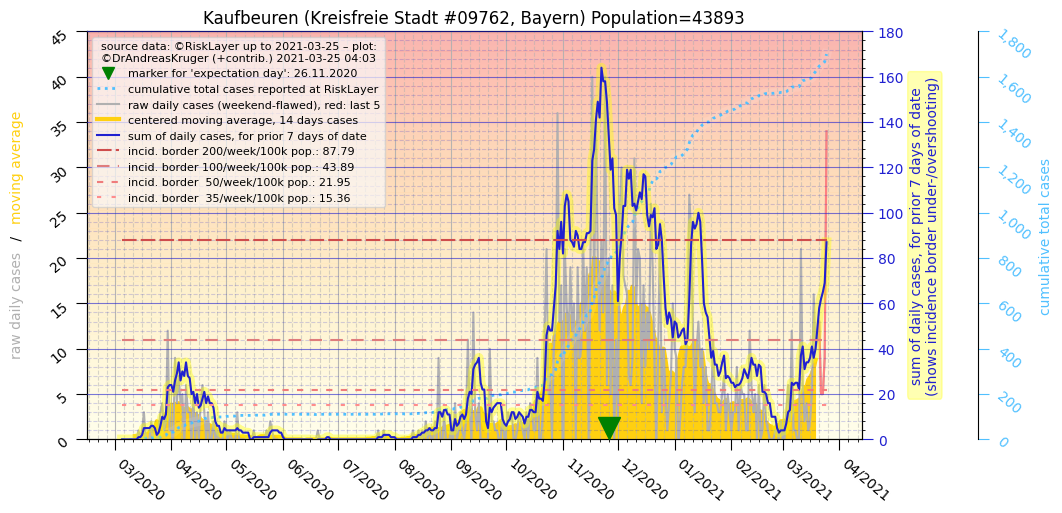 Kaufbeuren (Kreisfreie Stadt #09762, Bayern) Population=43893
source data: ©RiskLayer up to 2021-03-25 – plot:
©DrAndreasKruger (+contrib.) 2021-03-25 04:03
marker for 'expectation day': 26.11.2020
cumulative total cases reported at RiskLayer
raw daily cases (weekend-flawed), red: last 5
centered moving average, 14 days cases
sum of daily cases, for prior 7 days of date
incid. border 200/week/100k pop.: 87.79
incid. border 100/week/100k pop.: 43.89
incid. border  50/week/100k pop.: 21.95
incid. border  35/week/100k pop.: 15.36
raw daily cases / moving average
45
40
35
30
25
20
15
10
5
0
03/2020
04/2020
05/2020
06/2020
07/2020
08/2020
09/2020
10/2020
11/2020
12/2020
01/2021
02/2021
03/2021
04/2021
180
160
140
120
100
80
60
40
20
0
sum of daily cases, for prior 7 days of date
(shows incidence border under-/overshooting)
1,800
1,600
1,400
1,200
1,000
800
600
400
200
0
cumulative total cases